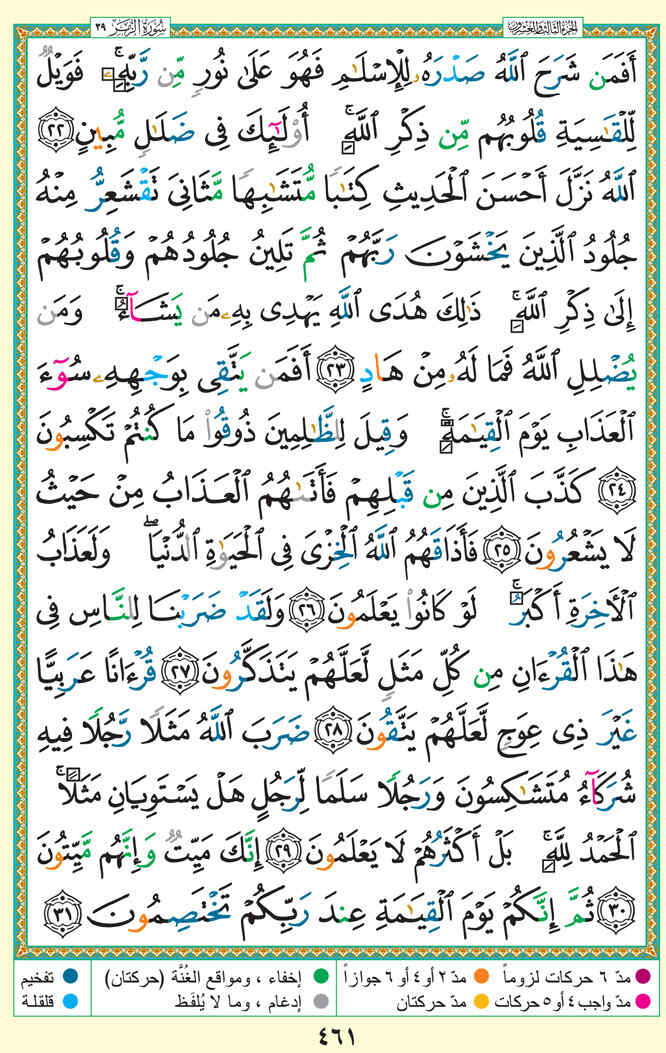 سُورَةُ الزُّمَرِ ٣٩
الجزء الثالث والعشرون
أَفَمَن شَرَحَ ٱللَّهُ صَدْرَهُۥ لِلْإِسْلَٰمِ فَهُوَ عَلَىٰ نُورٍ مِّن رَّبِّهِۦۚ فَوَيْلٌ
لِّلْقَٰسِيَةِ قُلُوبُهُم مِّن ذِكْرِ ٱللَّهِۚ أُو۟لَٰٓئِكَ فِى ضَلَٰلٍ مُّبِينٍ ٢٢
ٱللَّهُ نَزَّلَ أَحْسَنَ ٱلْحَدِيثِ كِتَٰبًا مُّتَشَٰبِهًا مَّثَانِىَ تَقْشَعِرُّ مِنْهُ
جُلُودُ ٱلَّذِينَ يَخْشَوْنَ رَبَّهُمْ ثُمَّ تَلِينُ جُلُودُهُمْ وَقُلُوبُهُمْ
إِلَىٰ ذِكْرِ ٱللَّهِۚ ذَٰلِكَ هُدَى ٱللَّهِ يَهْدِى بِهِۦ مَن يَشَآءُۚ وَمَن
يُضْلِلِ ٱللَّهُ فَمَا لَهُۥ مِنْ هَادٍ ٢٣ أَفَمَن يَتَّقِى بِوَجْهِهِۦ سُوٓءَ
ٱلْعَذَابِ يَوْمَ ٱلْقِيَٰمَةِۚ وَقِيلَ لِلظَّٰلِمِينَ ذُوقُوا۟ مَا كُنتُمْ تَكْسِبُونَ
٢٤ كَذَّبَ ٱلَّذِينَ مِن قَبْلِهِمْ فَأَتَىٰهُمُ ٱلْعَذَابُ مِنْ حَيْثُ
لَا يَشْعُرُونَ ٢٥ فَأَذَاقَهُمُ ٱللَّهُ ٱلْخِزْىَ فِى ٱلْحَيَوٰةِ ٱلدُّنْيَاۖ وَلَعَذَابُ
ٱلْءَاخِرَةِ أَكْبَرُۚ لَوْ كَانُوا۟ يَعْلَمُونَ ٢٦ وَلَقَدْ ضَرَبْنَا لِلنَّاسِ فِى
هَٰذَا ٱلْقُرْءَانِ مِن كُلِّ مَثَلٍ لَّعَلَّهُمْ يَتَذَكَّرُونَ ٢٧ قُرْءَانًا عَرَبِيًّا
غَيْرَ ذِى عِوَجٍ لَّعَلَّهُمْ يَتَّقُونَ ٢٨ ضَرَبَ ٱللَّهُ مَثَلًا رَّجُلًا فِيهِ
شُرَكَآءُ مُتَشَٰكِسُونَ وَرَجُلًا سَلَمًا لِّرَجُلٍ هَلْ يَسْتَوِيَانِ مَثَلًاۚ
ٱلْحَمْدُ لِلَّهِۚ بَلْ أَكْثَرُهُمْ لَا يَعْلَمُونَ ٢٩ إِنَّكَ مَيِّتٌ وَإِنَّهُم مَّيِّتُونَ
٣٠ ثُمَّ إِنَّكُمْ يَوْمَ ٱلْقِيَٰمَةِ عِندَ رَبِّكُمْ تَخْتَصِمُونَ ٣١
مدّ ٦ حركات لزوماً مدّ ٢ أو ٤ أو ٦ جوازاً إخفاء ، ومواقع الغُنَّة (حركتان) تفخيم
مدّ واجب ٤ أو ٥ حركات مدّ حركتان إدغام ، وما لا يُلفَظ قلقلة
٤٦١